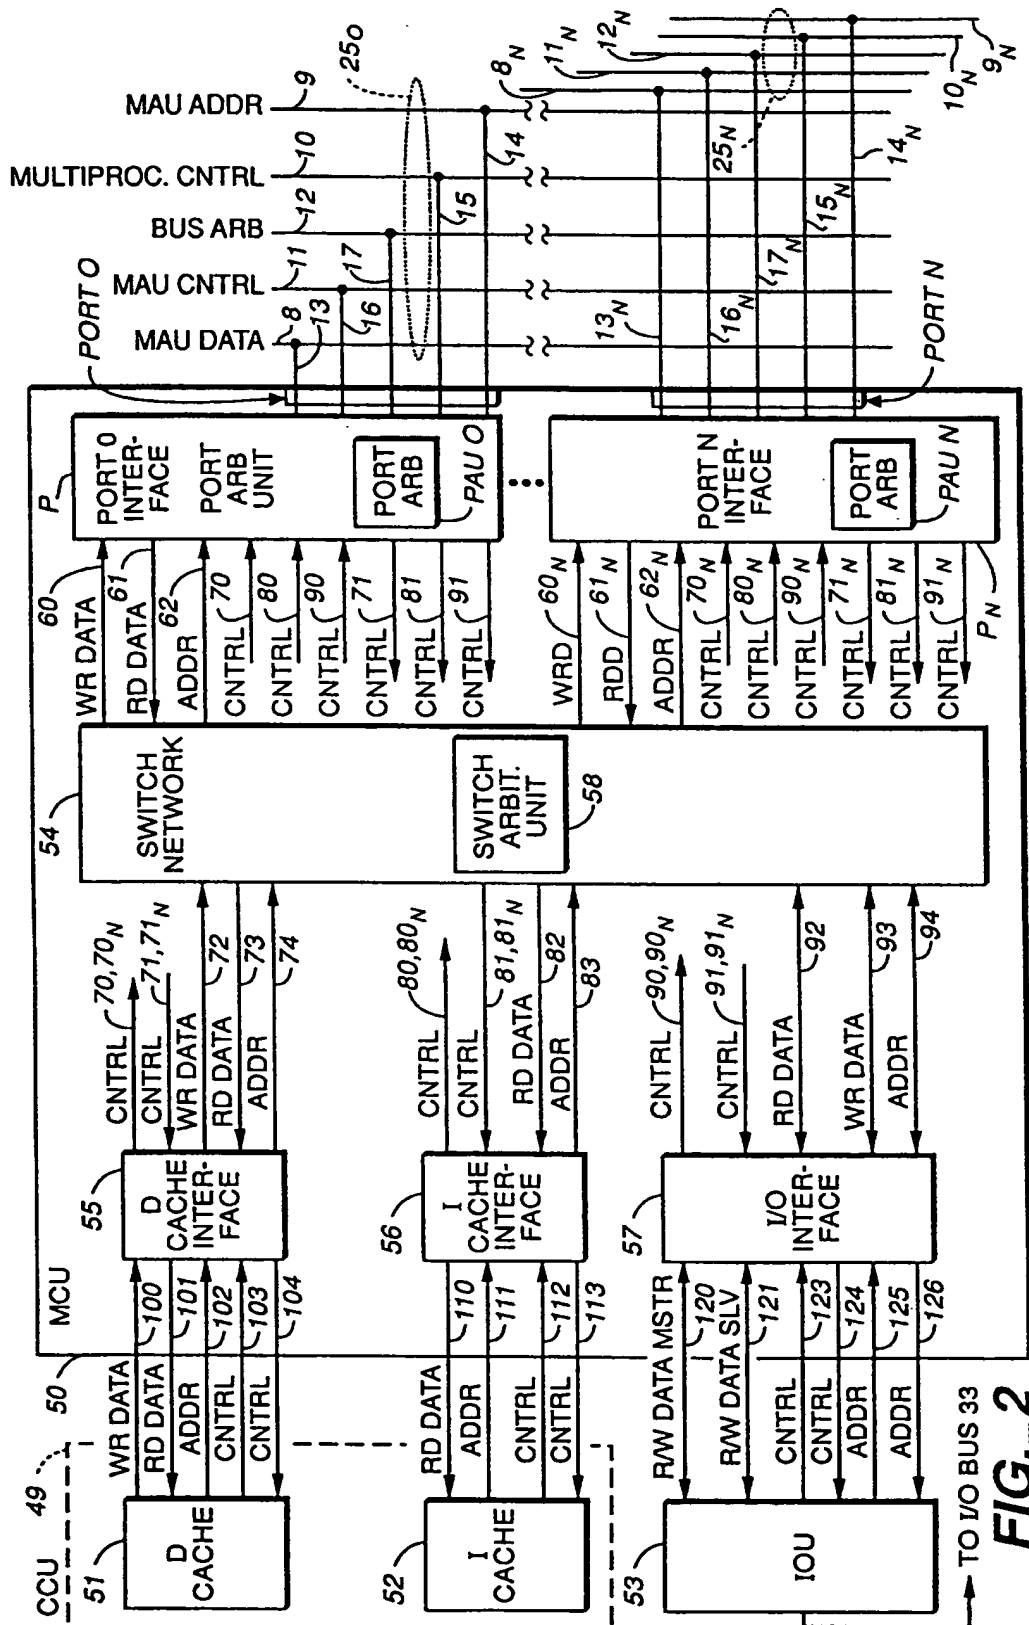 CCU
49
50
MCU
51
D
CACHE
WR DATA
100
RD DATA
101
ADDR
102
CNTRL
103
CNTRL
104
55
D
CACHE
INTER-
FACE
CNTRL
70,70N
CNTRL
71,71N
WR DATA
72
RD DATA
73
ADDR
74
52
I
CACHE
RD DATA
110
ADDR
111
CNTRL
112
CNTRL
113
56
I
CACHE
INTER-
FACE
CNTRL
80,80N
CNTRL
81,81N
RD DATA
82
ADDR
83
53
IOU
R/W DATA MSTR
120
R/W DATA SLV
121
CNTRL
123
CNTRL
124
ADDR
125
ADDR
126
57
I/O
INTER-
FACE
CNTRL
90,90N
CNTRL
91,91N
RD DATA
92
WR DATA
93
ADDR
94
54
SWITCH
NETWORK
SWITCH
ARBIT.
UNIT
58
60
WR DATA
61
RD DATA
62
ADDR
CNTRL
70
CNTRL
80
CNTRL
90
CNTRL
71
CNTRL
81
CNTRL
91
P
PORT 0
INTER-
FACE
PORT
ARB
UNIT
PORT
ARB
PAU O
WRD
60N
RDD
61N
ADDR
62N
CNTRL
70N
CNTRL
80N
CNTRL
90N
CNTRL
71N
CNTRL
81N
CNTRL
91N
PN
PORT N
INTER-
FACE
PORT
ARB
PAU N
PORT O
PORT N
MAU DATA
8
13
MAU CNTRL
11
16
BUS ARB
12
17
MULTIPROC. CNTRL
10
15
MAU ADDR
9
14
25O
13N
16N
17N
15N
14N
25N
8N
11N
12N
10N
9N
TO I/O BUS 33
FIG._2